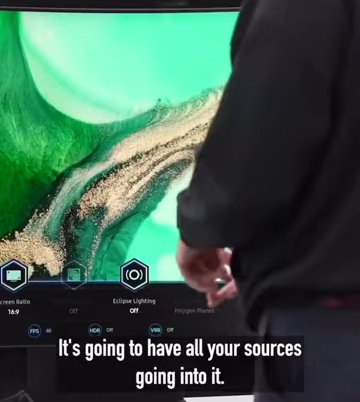 creen Ratio
Eclipse Lighting
16:9
Off
Off
Polygon Planet
FPS 60
HDR Off
VRR Off
It's going to have all your sources
going into it.